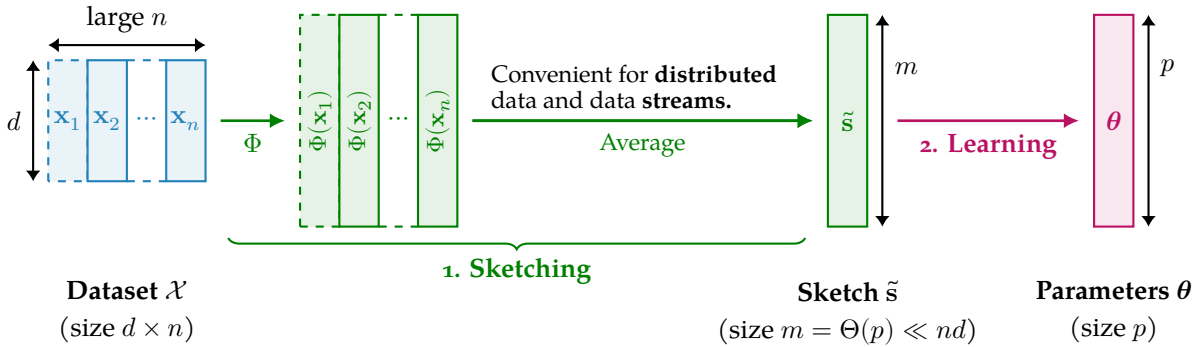 large n
d
x₁ x₂ ... xₙ
Φ
Φ(x₁) Φ(x₂) ... Φ(xₙ)
Convenient for distributed
data and data streams.
Average
s̃
m
2. Learning
θ
p
1. Sketching
Dataset 𝒳
(size d × n)
Sketch s̃
(size m = Θ(p) ≪ nd)
Parameters θ
(size p)